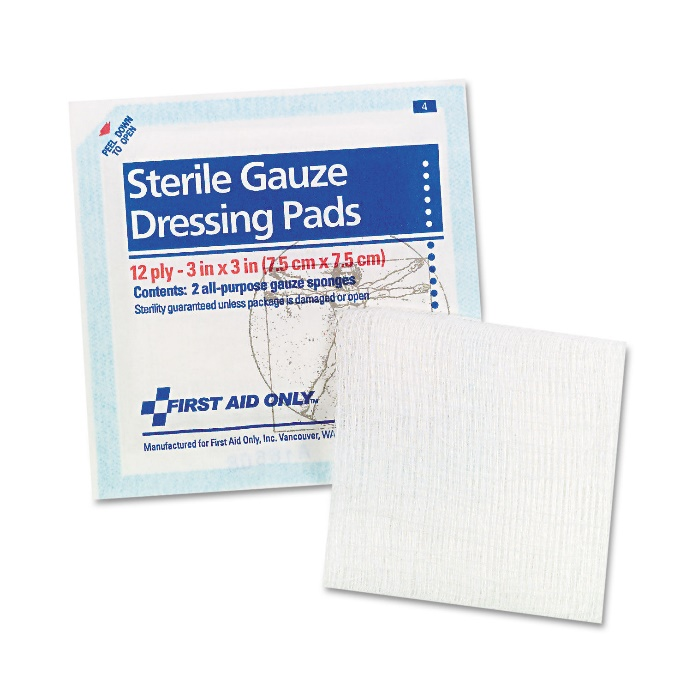 4
PEEL DOWN
TO OPEN
Sterile Gauze
Dressing Pads
12 ply - 3 in x 3 in (7.5 cm x 7.5 cm)
Contents: 2 all-purpose gauze sponges
Sterility guaranteed unless package is damaged or open
FIRST AID ONLY™
Manufactured for First Aid Only, Inc. Vancouver, WA